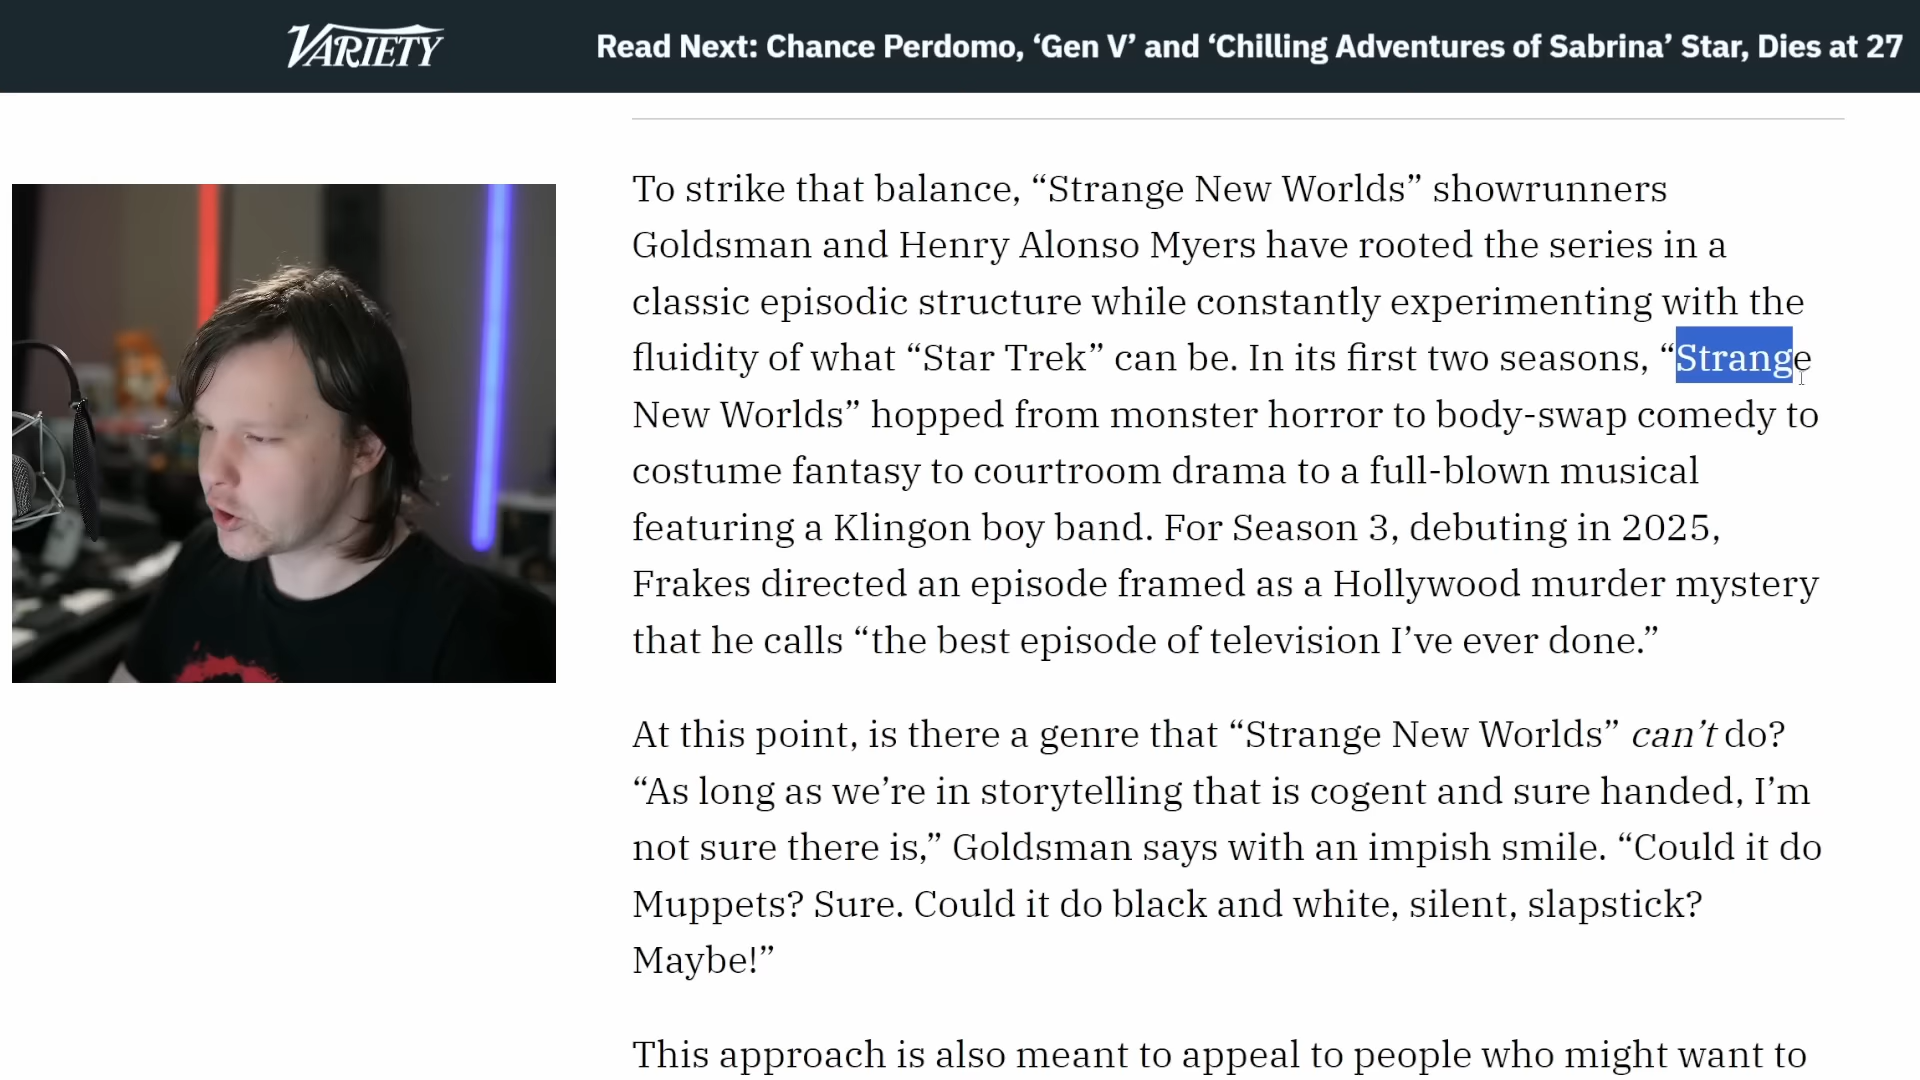 VARIETY
Read Next: Chance Perdomo, ‘Gen V’ and ‘Chilling Adventures of Sabrina’ Star, Dies at 27
To strike that balance, “Strange New Worlds” showrunners
Goldsman and Henry Alonso Myers have rooted the series in a
classic episodic structure while constantly experimenting with the
fluidity of what “Star Trek” can be. In its first two seasons, “Strange
New Worlds” hopped from monster horror to body-swap comedy to
costume fantasy to courtroom drama to a full-blown musical
featuring a Klingon boy band. For Season 3, debuting in 2025,
Frakes directed an episode framed as a Hollywood murder mystery
that he calls “the best episode of television I’ve ever done.”
At this point, is there a genre that “Strange New Worlds” can’t do?
“As long as we’re in storytelling that is cogent and sure handed, I’m
not sure there is,” Goldsman says with an impish smile. “Could it do
Muppets? Sure. Could it do black and white, silent, slapstick?
Maybe!”
This approach is also meant to appeal to people who might want to